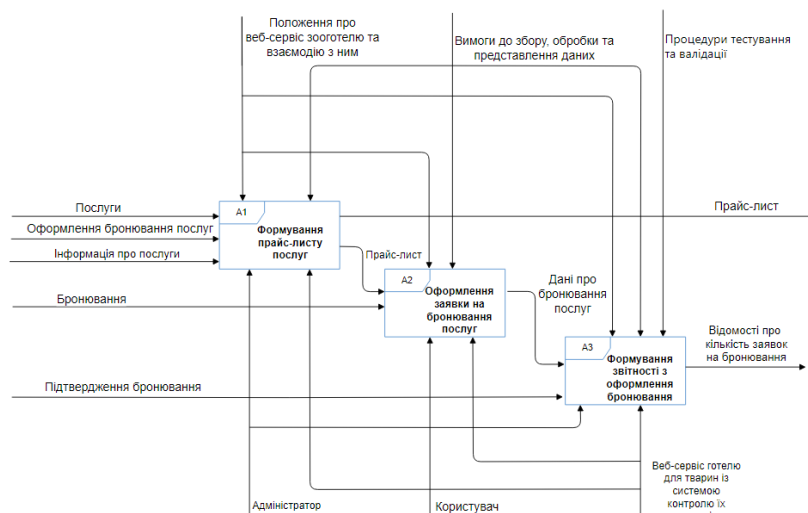 Положення про
веб-сервіс зооготелю та
взаємодію з ним
Вимоги до збору, обробки та
представлення даних
Процедури тестування
та валідації
Послуги
Оформлення бронювання послуг
Інформація про послуги
A1
Формування
прайс-листу
послуг
Прайс-лист
Прайс-лист
Бронювання
A2
Оформлення
заявки на
бронювання
послуг
Дані про
бронювання
послуг
A3
Формування
звітності з
оформлення
бронювання
Відомості про
кількість заявок
на бронювання
Підтвердження бронювання
Адміністратор
Користувач
Веб-сервіс готелю
для тварин із
системою
контролю їх